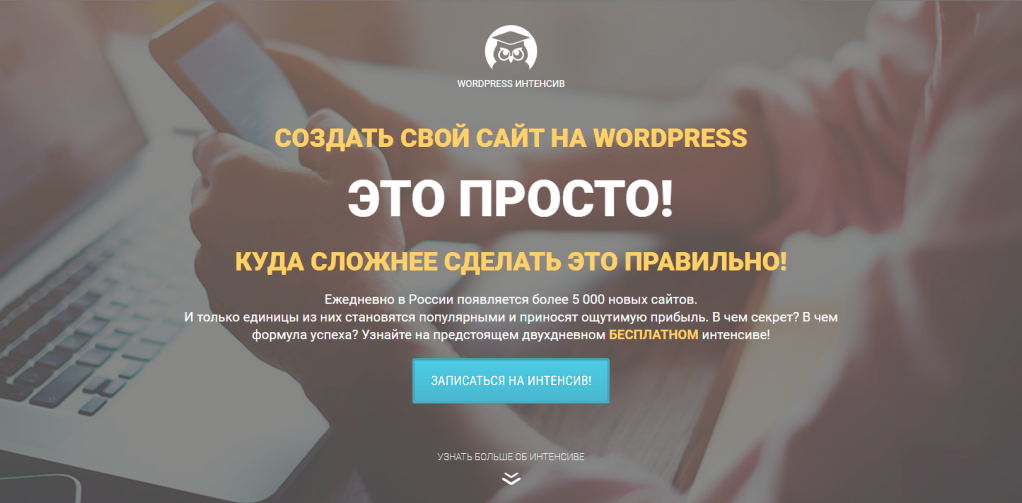 WORDPRESS ИНТЕНСИВ
СОЗДАТЬ СВОЙ САЙТ НА WORDPRESS
ЭТО ПРОСТО!
КУДА СЛОЖНЕЕ СДЕЛАТЬ ЭТО ПРАВИЛЬНО!
Ежедневно в России появляется более 5 000 новых сайтов.
И только единицы из них становятся популярными и приносят ощутимую прибыль. В чем секрет? В чем
формула успеха? Узнайте на предстоящем двухдневном БЕСПЛАТНОМ интенсиве!
ЗАПИСАТЬСЯ НА ИНТЕНСИВ!
УЗНАТЬ БОЛЬШЕ ОБ ИНТЕНСИВЕ